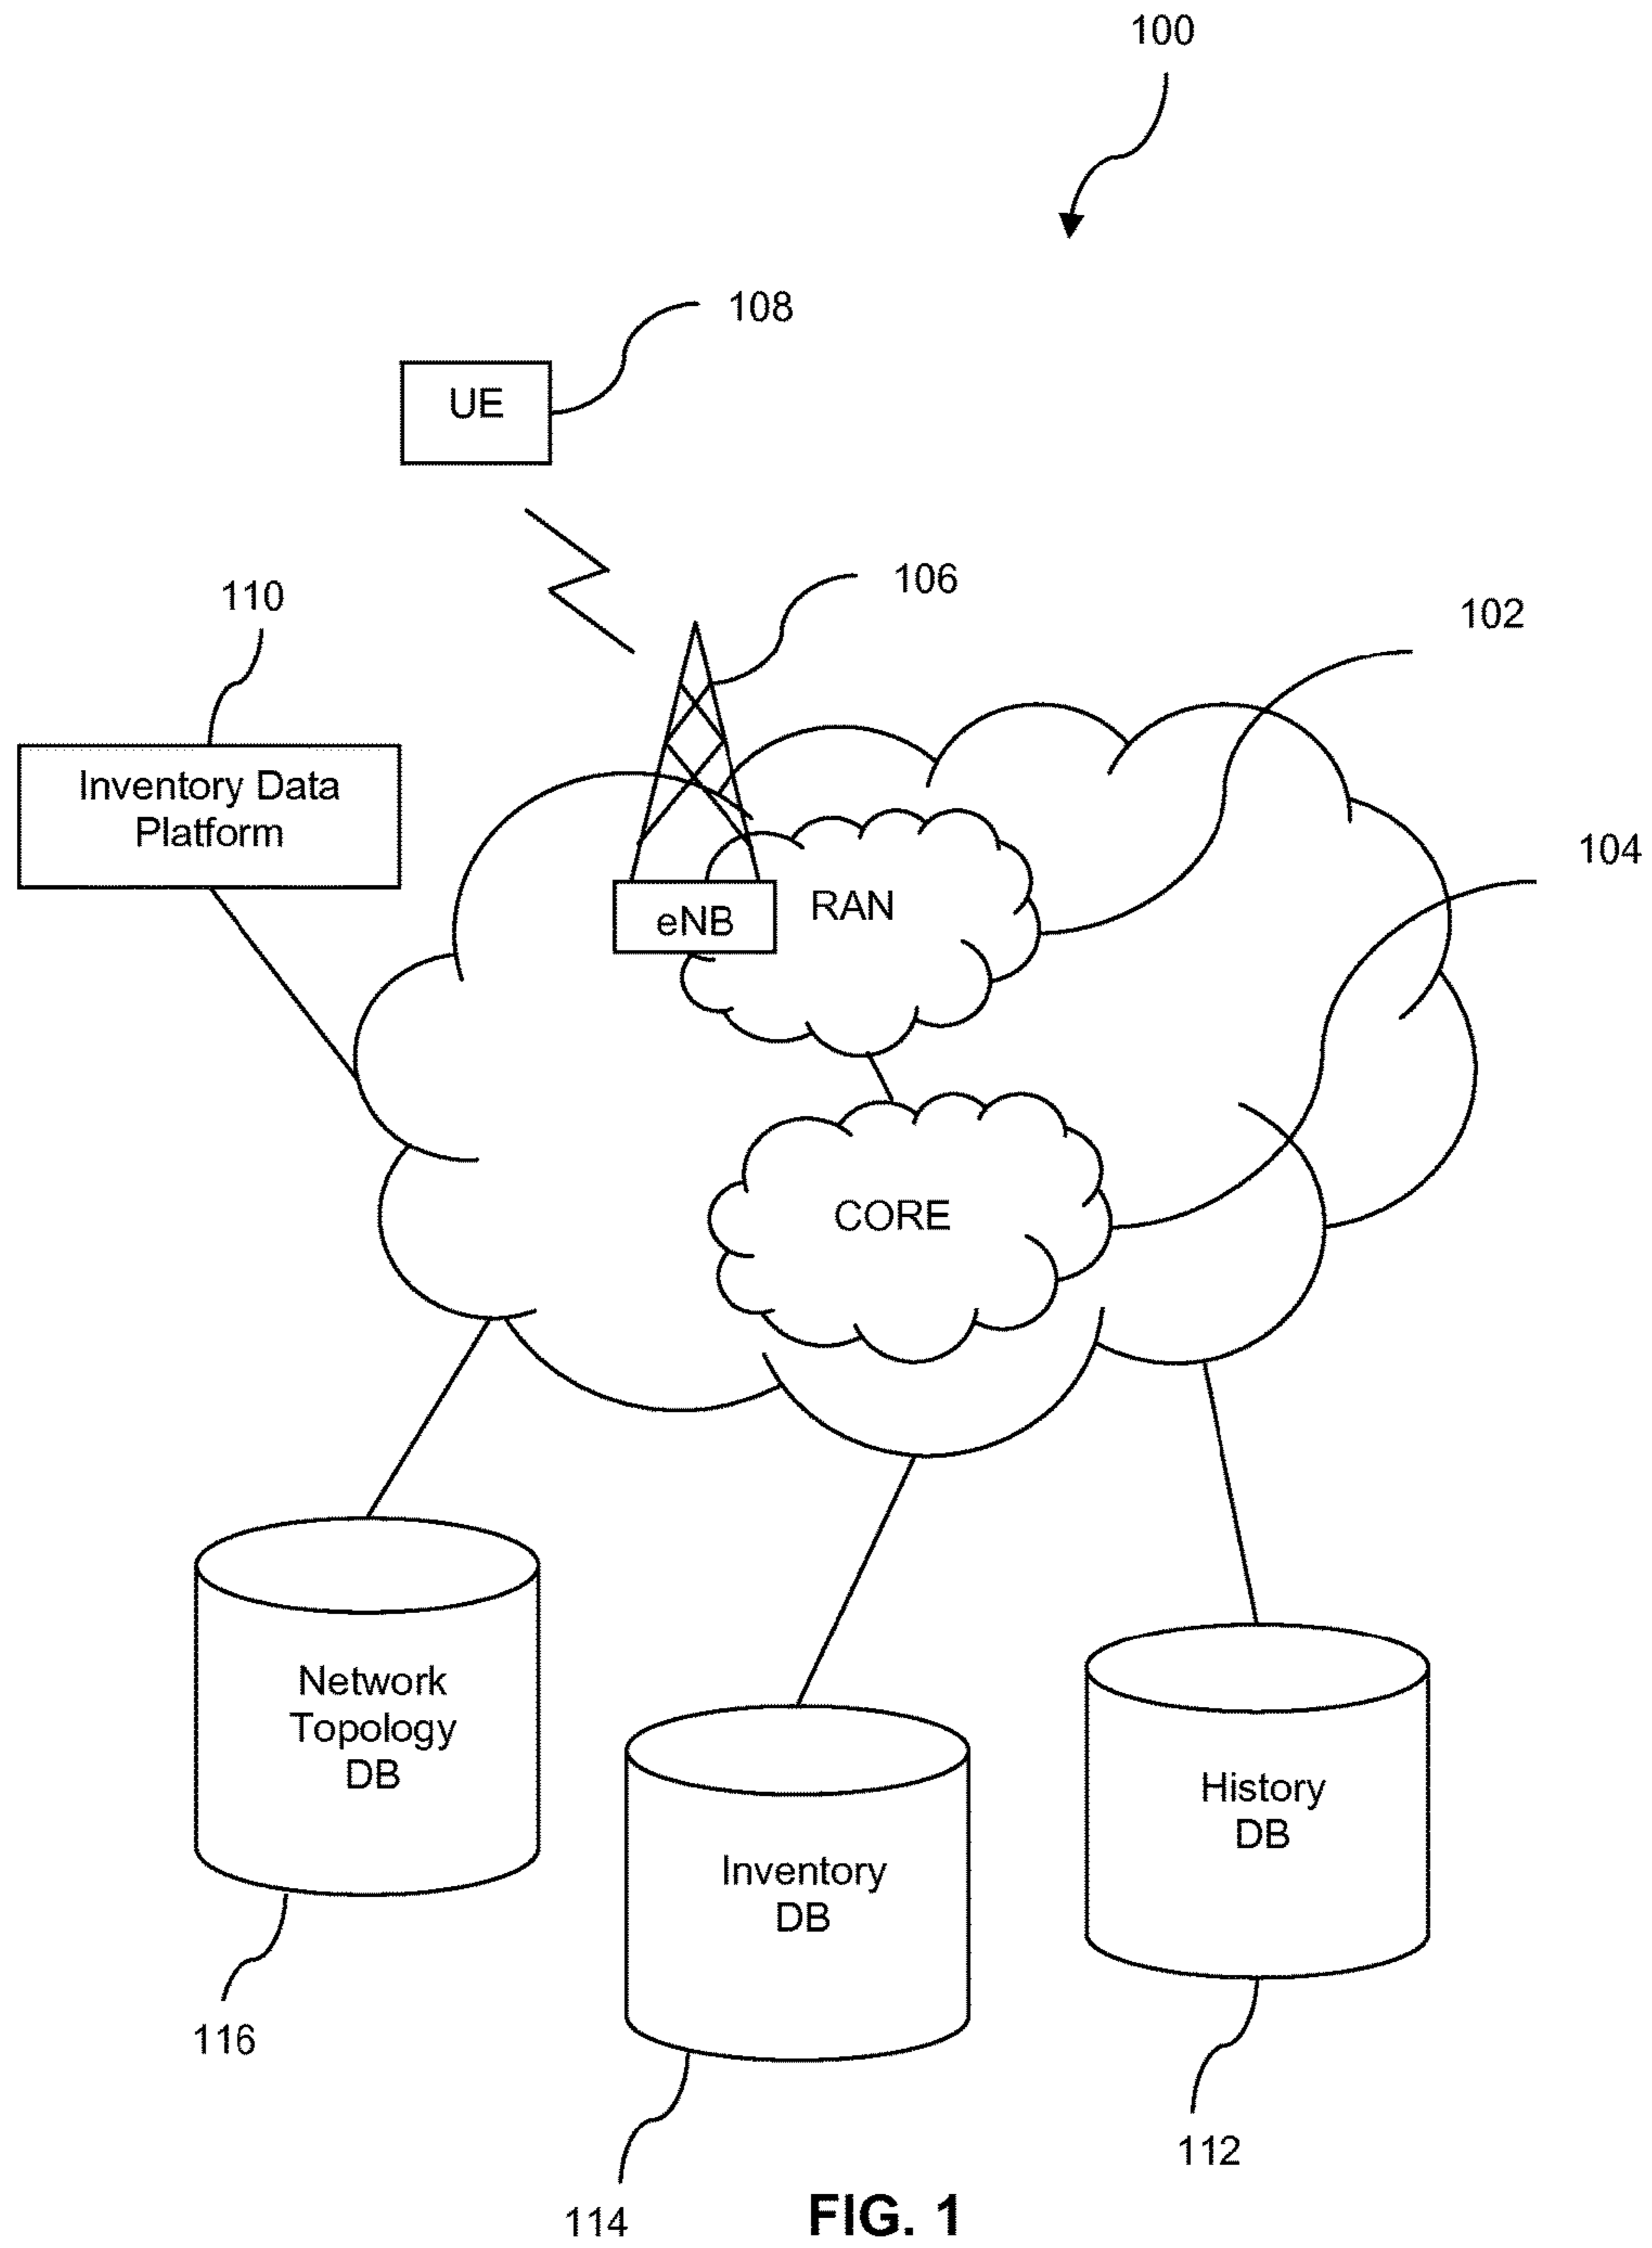 100
108
UE
106
110
102
Inventory Data
Platform
104
RAN
eNB
CORE
Network
Topology
DB
History
DB
Inventory
DB
116
112
114
FIG. 1